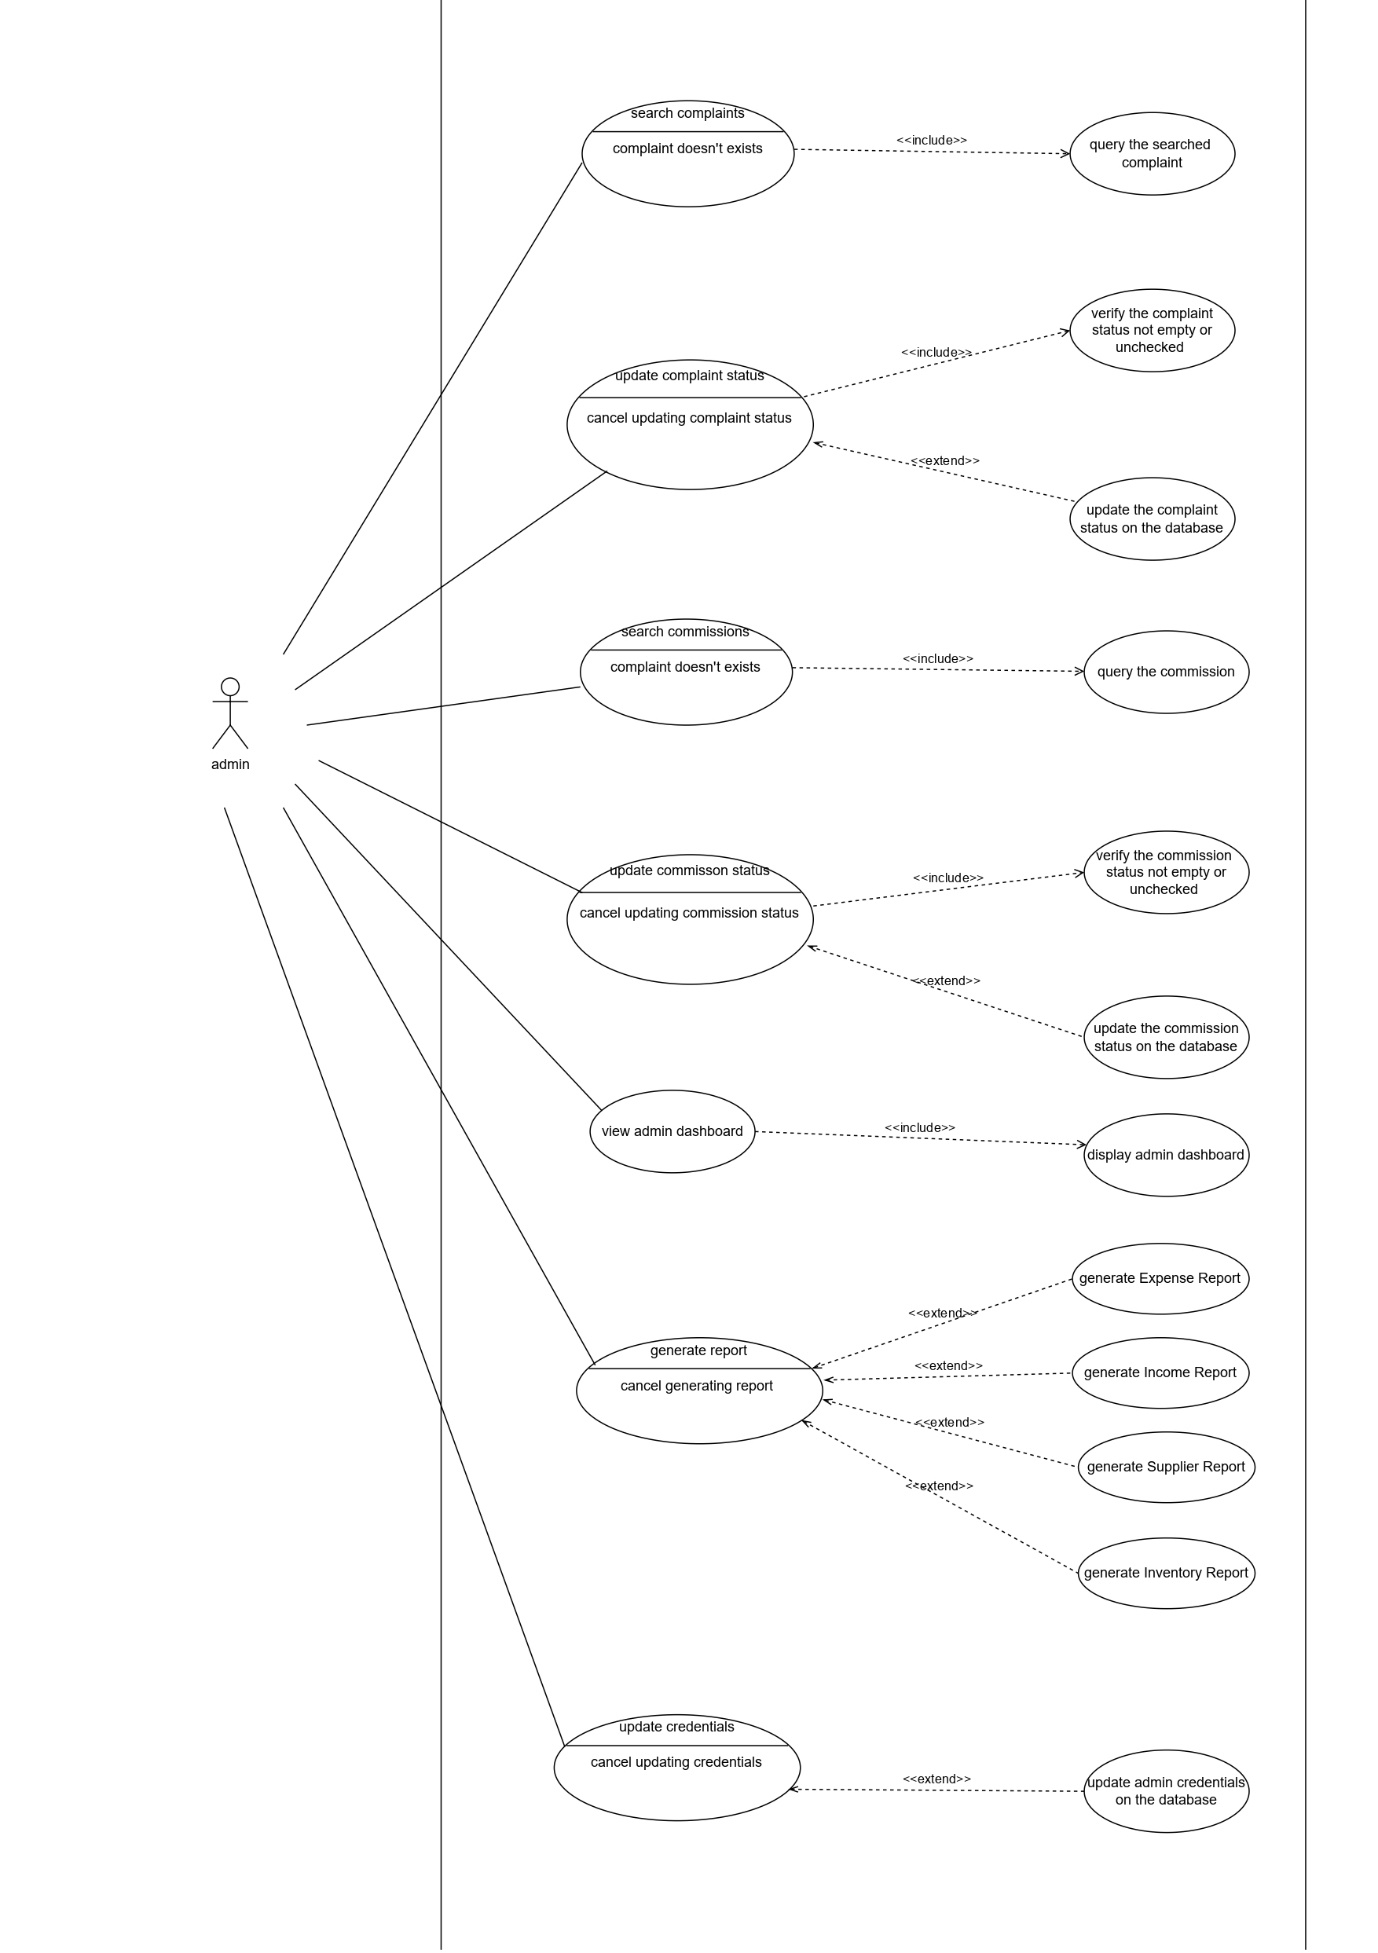 search complaints
complaint doesn't exists
<<include>>
query the searched
complaint
verify the complaint
status not empty or
unchecked
<<include>>
update complaint status
cancel updating complaint status
<<extend>>
update the complaint
status on the database
search commissions
complaint doesn't exists
<<include>>
query the commission
admin
verify the commission
status not empty or
unchecked
<<include>>
update commisson status
cancel updating commission status
<<extend>>
update the commission
status on the database
view admin dashboard
<<include>>
display admin dashboard
generate Expense Report
<<extend>>
generate report
cancel generating report
<<extend>>
generate Income Report
<<extend>>
generate Supplier Report
<<extend>>
generate Inventory Report
update credentials
cancel updating credentials
<<extend>>
update admin credentials
on the database